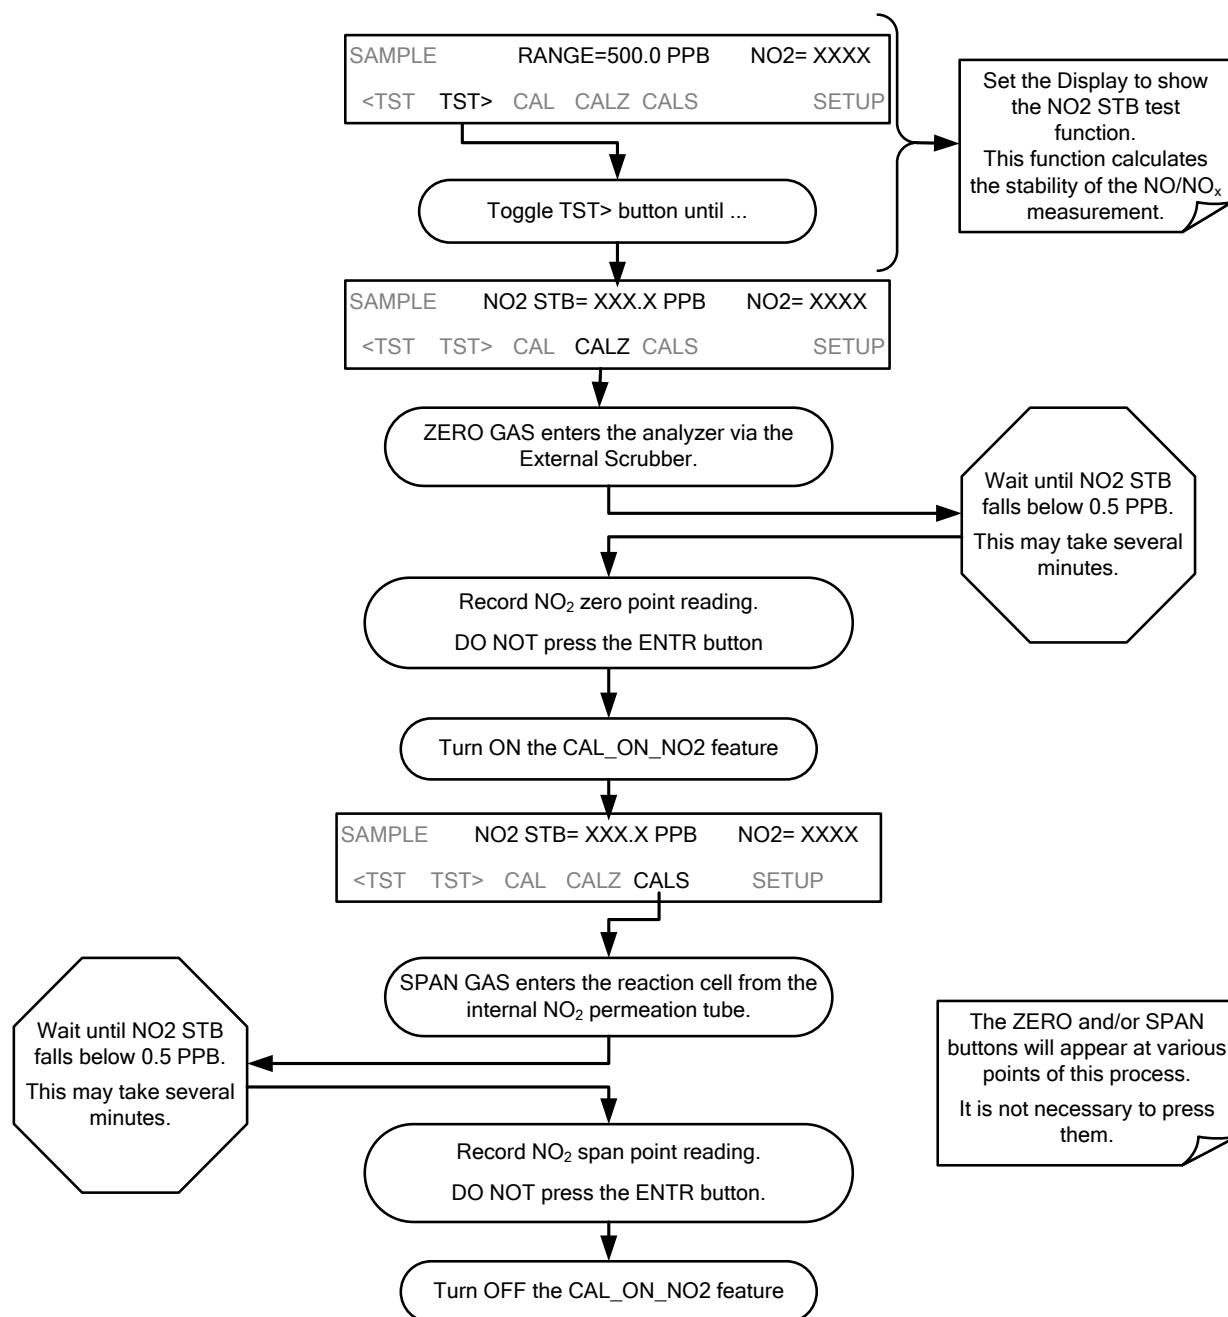 SAMPLE RANGE=500.0 PPB NO2= XXXX
<TST TST> CAL CALZ CALS SETUP
Set the Display to show
the NO2 STB test
function.
This function calculates
the stability of the NO/NOx
measurement.
Toggle TST> button until ...
SAMPLE NO2 STB= XXX.X PPB NO2= XXXX
<TST TST> CAL CALZ CALS SETUP
ZERO GAS enters the analyzer via the
External Scrubber.
Wait until NO2 STB
falls below 0.5 PPB.
This may take several
minutes.
Record NO2 zero point reading.
DO NOT press the ENTR button
Turn ON the CAL_ON_NO2 feature
SAMPLE NO2 STB= XXX.X PPB NO2= XXXX
<TST TST> CAL CALZ CALS SETUP
SPAN GAS enters the reaction cell from the
internal NO2 permeation tube.
Wait until NO2 STB
falls below 0.5 PPB.
This may take several
minutes.
The ZERO and/or SPAN
buttons will appear at various
points of this process.
It is not necessary to press
them.
Record NO2 span point reading.
DO NOT press the ENTR button.
Turn OFF the CAL_ON_NO2 feature